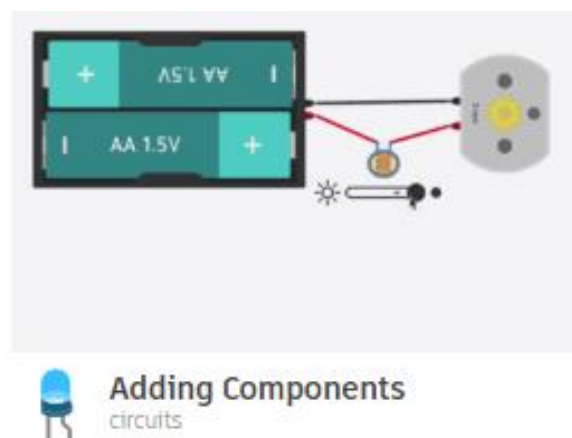 + AA 1.5V -
- AA 1.5V +
Adding Components
circuits